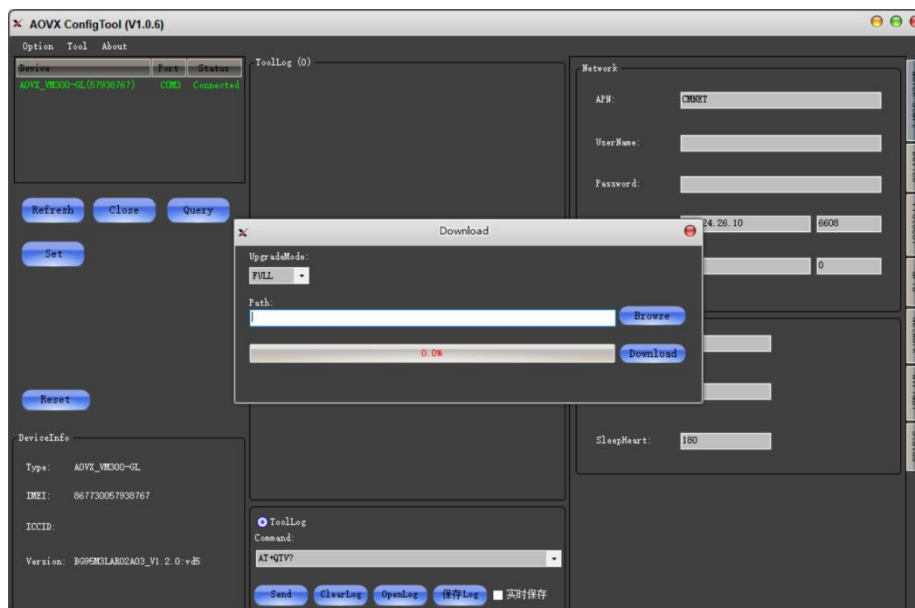 AOVX ConfigTool (V1.0.6)
Option Tool About
Device Port Status
AOVX_VM300-GL(57938767) COM3 Connected
Refresh Close Query
Set
Reset
DeviceInfo
Type: AOVX_VM300-GL
IMEI: 867730057938767
ICCID:
Version: BG95M3LAR02A03_V1.2.0:vd5
ToolLog (0)
Download
UpgradeMode:
FULL
Path:
Browse
0.0%
Download
ToolLog
Command:
AT+QTV?
Send ClearLog OpenLog 保存Log 实时保存
Network
APN: CMNET
UserName:
Password:
24.26.10 6608
0
SleepHeart: 180